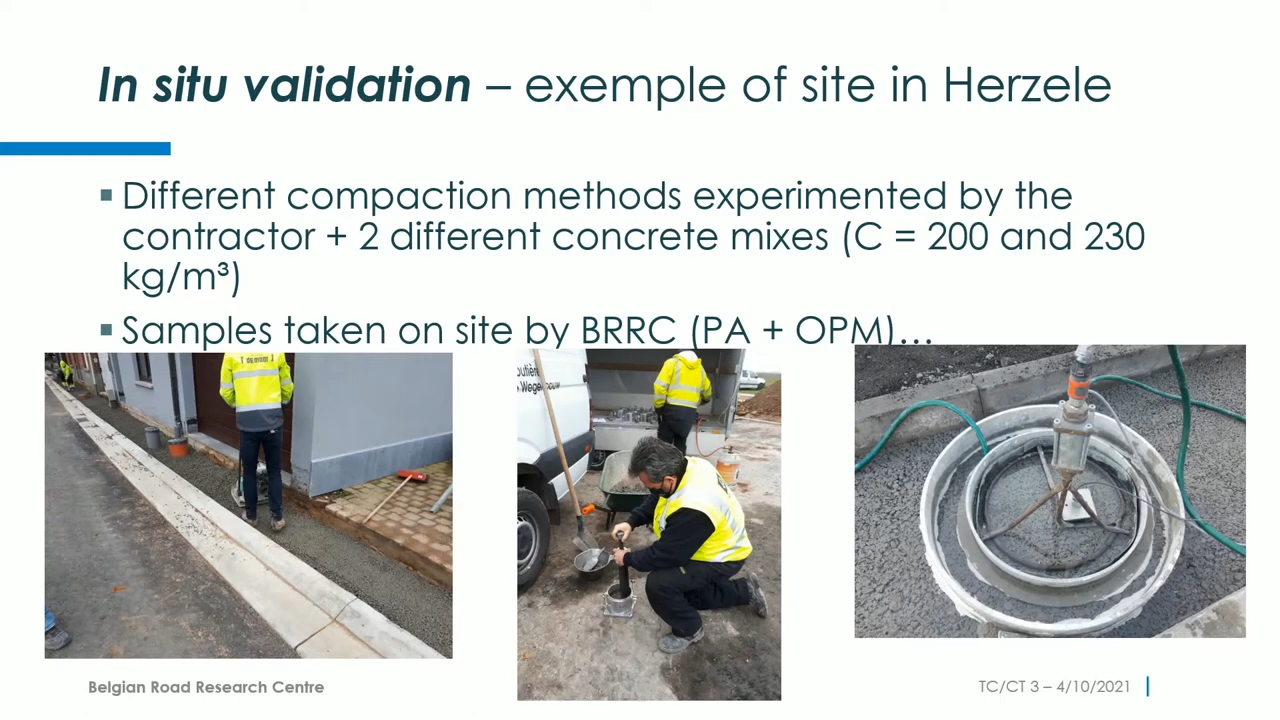 In situ validation – exemple of site in Herzele
▪ Different compaction methods experimented by the
contractor + 2 different concrete mixes (C = 200 and 230
kg/m³)
▪ Samples taken on site by BRRC (PA + OPM)...
Belgian Road Research Centre
TC/CT 3 – 4/10/2021